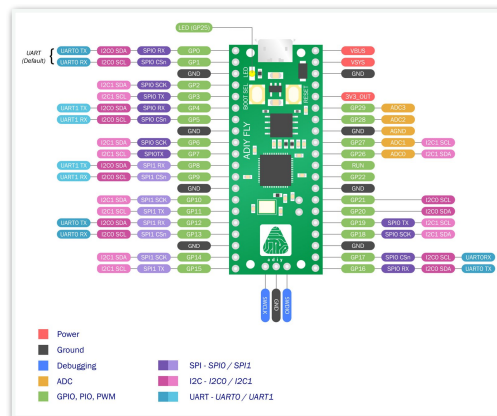 LED (GP25)
UART (Default)
UART0 TX I2C0 SDA SPI0 RX GP0
UART0 RX I2C0 SCL SPI0 CSn GP1
GND
I2C1 SDA SPI0 SCK GP2
I2C1 SCL SPI0 TX GP3
UART1 TX I2C0 SDA SPI0 RX GP4
UART1 RX I2C0 SCL SPI0 CSn GP5
GND
I2C1 SDA SPI0 SCK GP6
I2C1 SCL SPI0TX GP7
UART1 TX I2C0 SDA SPI1 RX GP8
UART1 RX I2C0 SCL SPI1 CSn GP9
GND
I2C1 SDA SPI1 SCK GP10
I2C1 SCL SPI1 TX GP11
UART0 TX I2C0 SDA SPI1 RX GP12
UART0 RX I2C0 SCL SPI1 CSn GP13
GND
I2C1 SDA SPI1 SCK GP14
I2C1 SCL SPI1 TX GP15
LED
BOOT SEL
RESET
ADIY FLY
adiy
VBUS
VSYS
GND
3V3_OUT
GP29 ADC3
GP28 ADC2
GND AGND
GP27 ADC1 I2C1 SCL
GP26 ADC0 I2C1 SDA
RUN
GP22
GND
GP21 I2C0 SCL
GP20 I2C0 SDA
GP19 SPI0 TX I2C1 SCL
GP18 SPI0 SCK I2C1 SDA
GND
GP17 SPI0 CSn I2C0 SCL UART0RX
GP16 SPI0 RX I2C0 SDA UART0 TX
SWCLK
GND
SWDIO
Power
Ground
Debugging
ADC
GPIO, PIO, PWM
SPI - SPI0 / SPI1
I2C - I2C0 / I2C1
UART - UART0 / UART1